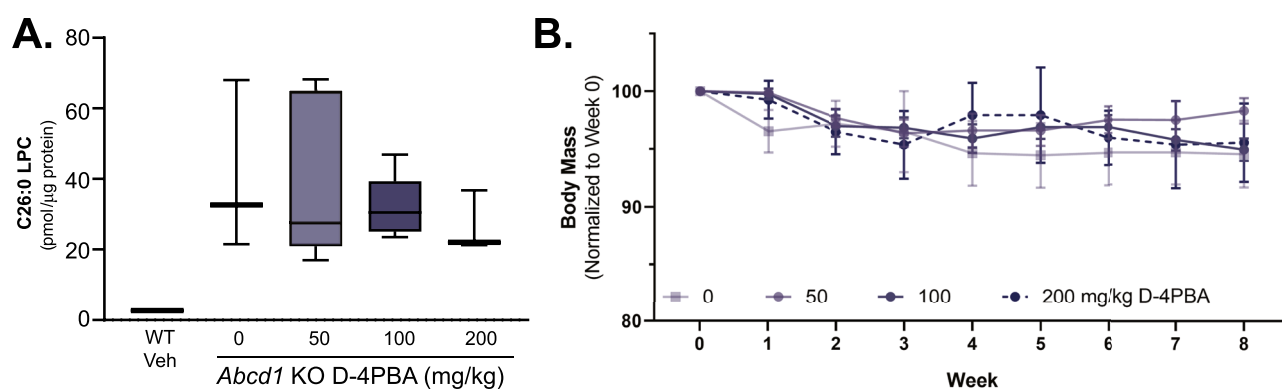 A.
80
60
40
20
0
C26:0 LPC
(pmol/µg protein)
WT
Veh
0 50 100 200
Abcd1 KO D-4PBA (mg/kg)
B.
100
90
80
Body Mass
(Normalized to Week 0)
0 50 100 200 mg/kg D-4PBA
0 1 2 3 4 5 6 7 8
Week